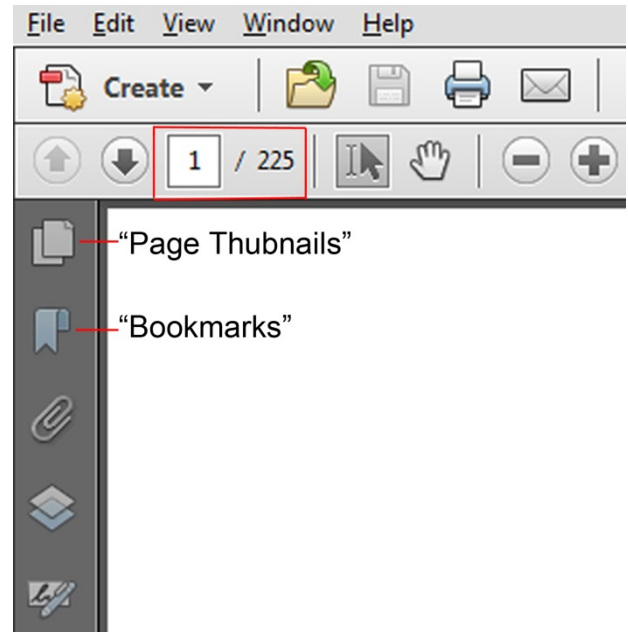 File Edit View Window Help
Create
1 / 225
“Page Thubnails”
“Bookmarks”